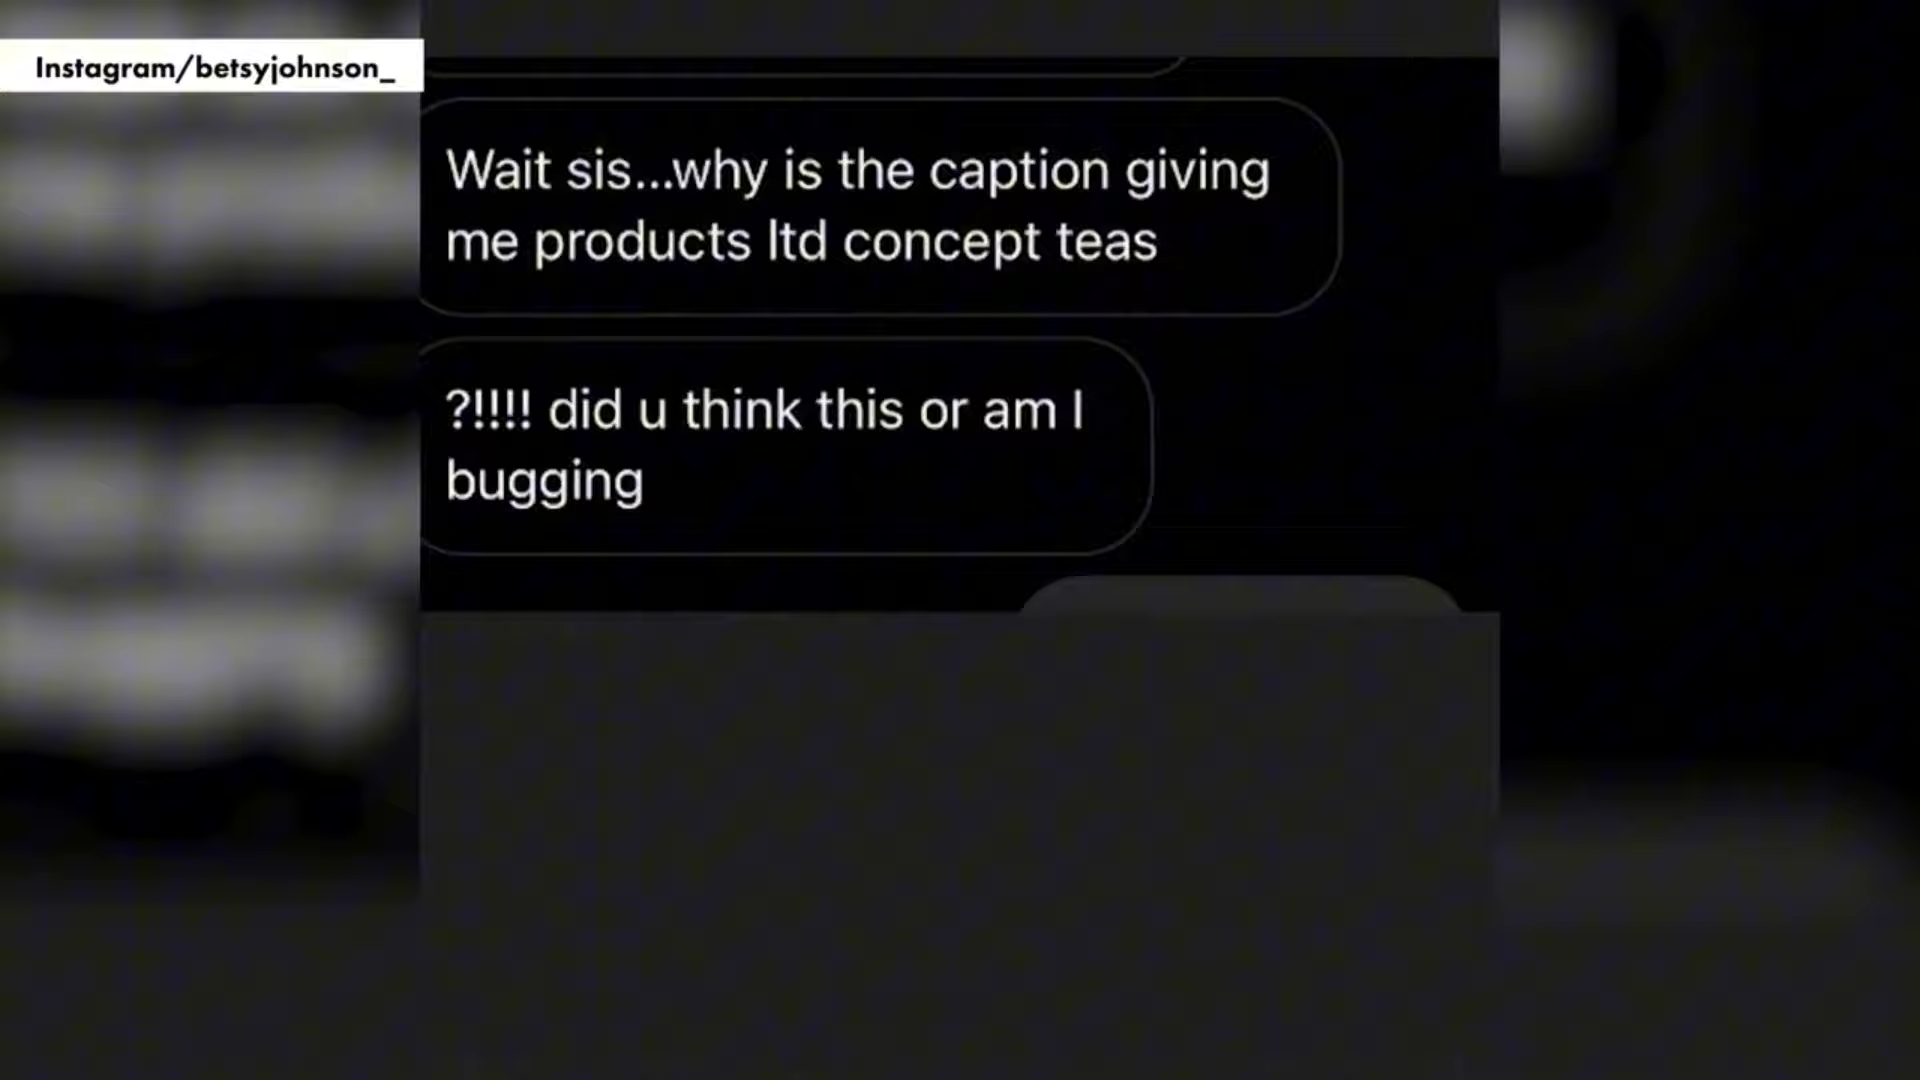 Instagram/betsyjohnson_
Wait sis...why is the caption giving
me products ltd concept teas
?!!!! did u think this or am I
bugging